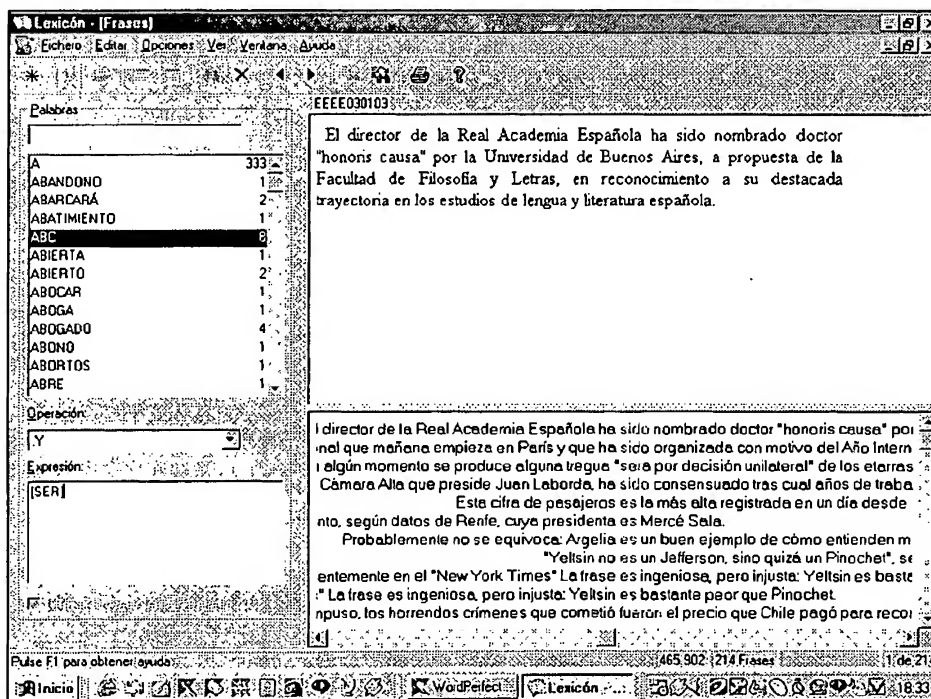 Lexicón - [Frases]
Fichero Editar Opciones Ver Ventana Ayuda
Palabras
A 333
ABANDONO 1
ABARCARÁ 2
ABATIMIENTO 1
ABC 8
ABIERTA 1
ABIERTO 2
ABOCAR 1
ABOGA 1
ABOGADO 4
ABONO 1
ABORTOS 1
ABRE 1
Operación:
Y
Expresión:
[SER]
EEEE030103
El director de la Real Academia Española ha sido nombrado doctor
"honoris causa" por la Universidad de Buenos Aires, a propuesta de la
Facultad de Filosofía y Letras, en reconocimiento a su destacada
trayectoria en los estudios de lengua y literatura española.
l director de la Real Academia Española ha sido nombrado doctor "honoris causa" por
nal que mañana empieza en París y que ha sido organizada con motivo del Año Intern
algún momento se produce alguna tregua "sera por decisión unilateral" de los etarras
Cámara Alta que preside Juan Laborda, ha sido consensuado tras cual años de traba
Esta cifra de pasajeros es la más alta registrada en un día desde
nto, según datos de Renfe, cuya presidenta es Mercé Sala.
Probablemente no se equivoca: Argelia es un buen ejemplo de cómo entienden m
"Yeltsin no es un Jefferson, sino quizá un Pinochet", se
entemente en el "New York Times" La frase es ingeniosa, pero injusta: Yeltsin es baste
:" La frase es ingeniosa, pero injusta: Yeltsin es bastante peor que Pinochet.
npuso, los horrendos crímenes que cometió fueron el precio que Chile pagó para recor
Pulse F1 para obtener ayuda
465.902 214 Frases 1 de 21
Inicio WordPerfect Lexicón - 18:33